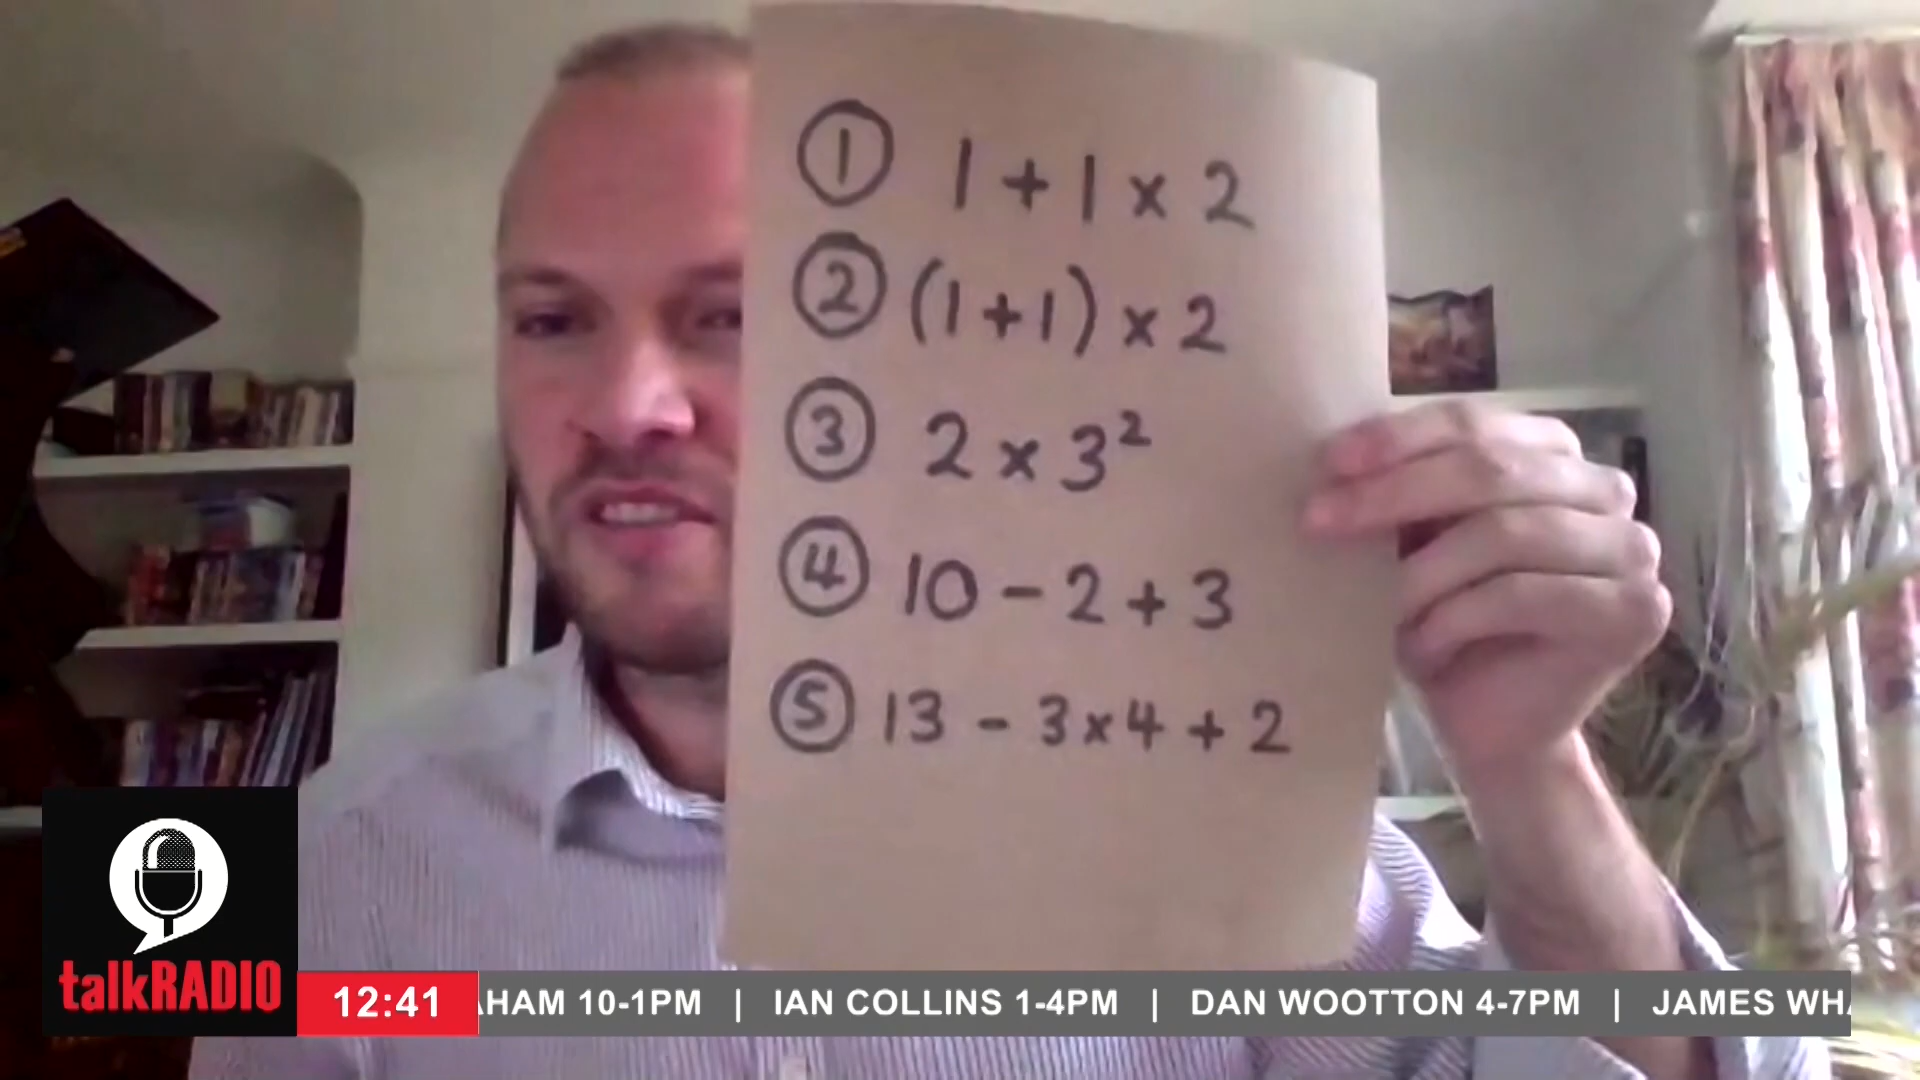 ① 1 + 1 × 2
② (1 + 1) × 2
③ 2 × 3²
④ 10 - 2 + 3
⑤ 13 - 3 × 4 + 2
talkRADIO
12:41 AHAM 10-1PM | IAN COLLINS 1-4PM | DAN WOOTTON 4-7PM | JAMES WHA